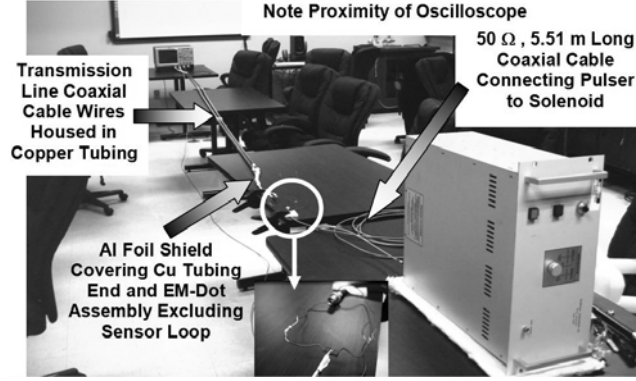 Note Proximity of Oscilloscope
50 Ω , 5.51 m Long
Coaxial Cable
Connecting Pulser
to Solenoid
Transmission
Line Coaxial
Cable Wires
Housed in
Copper Tubing
Al Foil Shield
Covering Cu Tubing
End and EM-Dot
Assembly Excluding
Sensor Loop